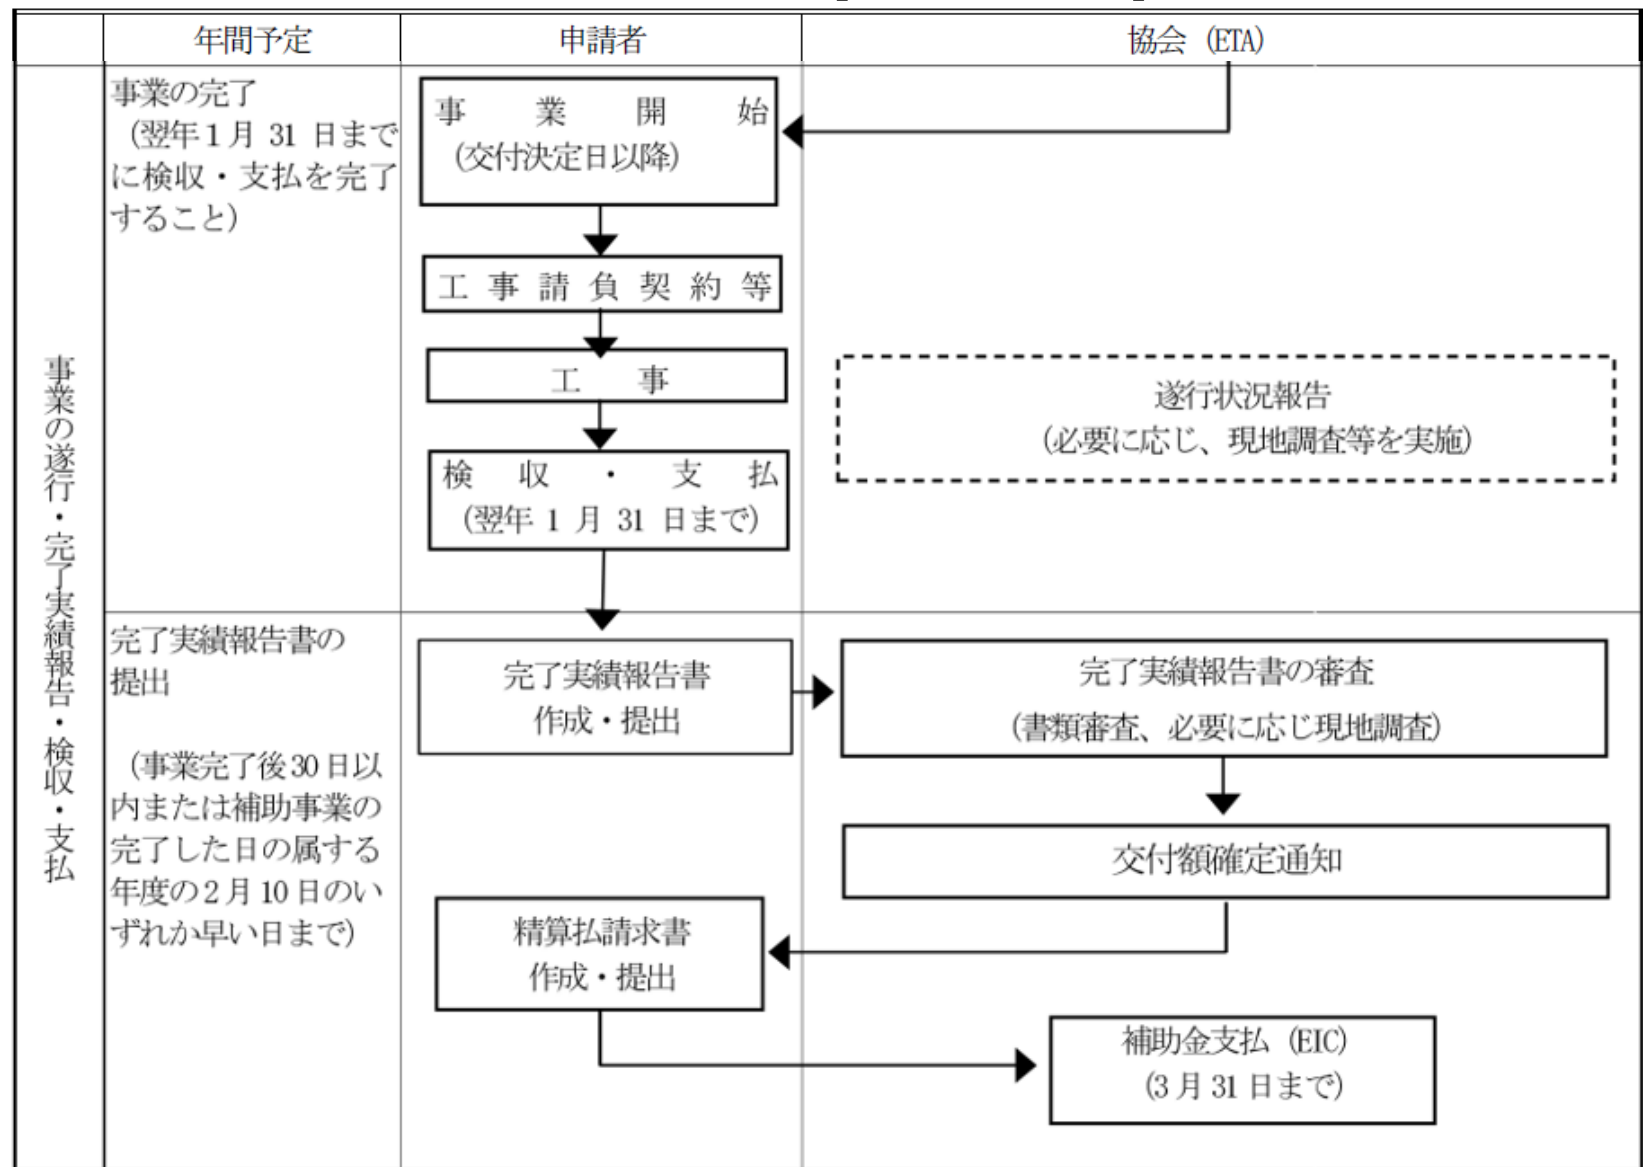 年間予定
申請者
協会（ETA）
事業の遂行・完了実績報告・検収・支払
事業の完了
（翌年1月 31 日まで
に検収・支払を完了
すること）
事業開始
（交付決定日以降）
工事請負契約等
工事
検収・支払
（翌年 1 月 31 日まで）
遂行状況報告
（必要に応じ、現地調査等を実施）
完了実績報告書の
提出
（事業完了後30日以
内または補助事業の
完了した日の属する
年度の2月10日のい
ずれか早い日まで）
完了実績報告書
作成・提出
完了実績報告書の審査
（書類審査、必要に応じ現地調査）
交付額確定通知
精算払請求書
作成・提出
補助金支払（EIC）
（3月31日まで）